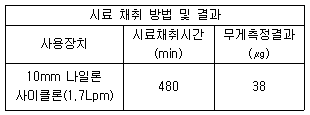 시료 채취 방법 및 결과
사용장치
시료채취시간
(min)
무게측정결과
(㎍)
10mm 나일론
사이클론(1.7Lpm)
480
38